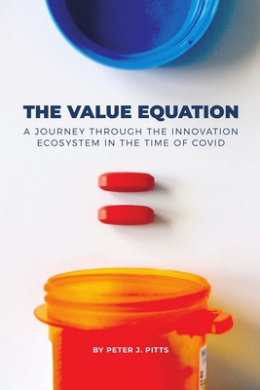 THE VALUE EQUATION
A JOURNEY THROUGH THE INNOVATION
ECOSYSTEM IN THE TIME OF COVID
BY PETER J. PITTS